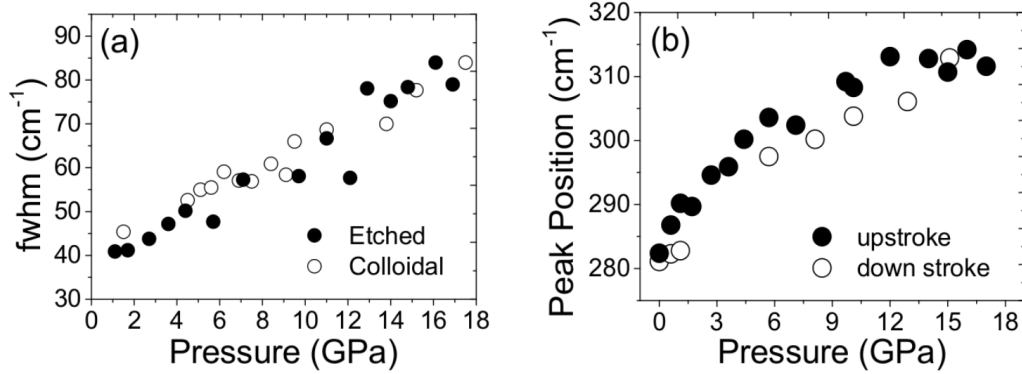 (a)
fwhm (cm-1)
90
80
70
60
50
40
30
Etched
Colloidal
0 2 4 6 8 10 12 14 16 18
Pressure (GPa)
(b)
Peak Position (cm-1)
320
310
300
290
280
upstroke
down stroke
0 3 6 9 12 15 18
Pressure (GPa)